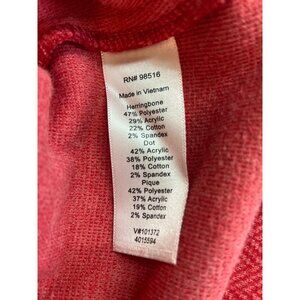 RN# 98516
Made in Vietnam
Herringbone
47% Polyester
29% Acrylic
22% Cotton
2% Spandex
Dot
42% Acrylic
38% Polyester
18% Cotton
2% Spandex
Pique
42% Polyester
37% Acrylic
19% Cotton
2% Spandex
V#101372
4015594